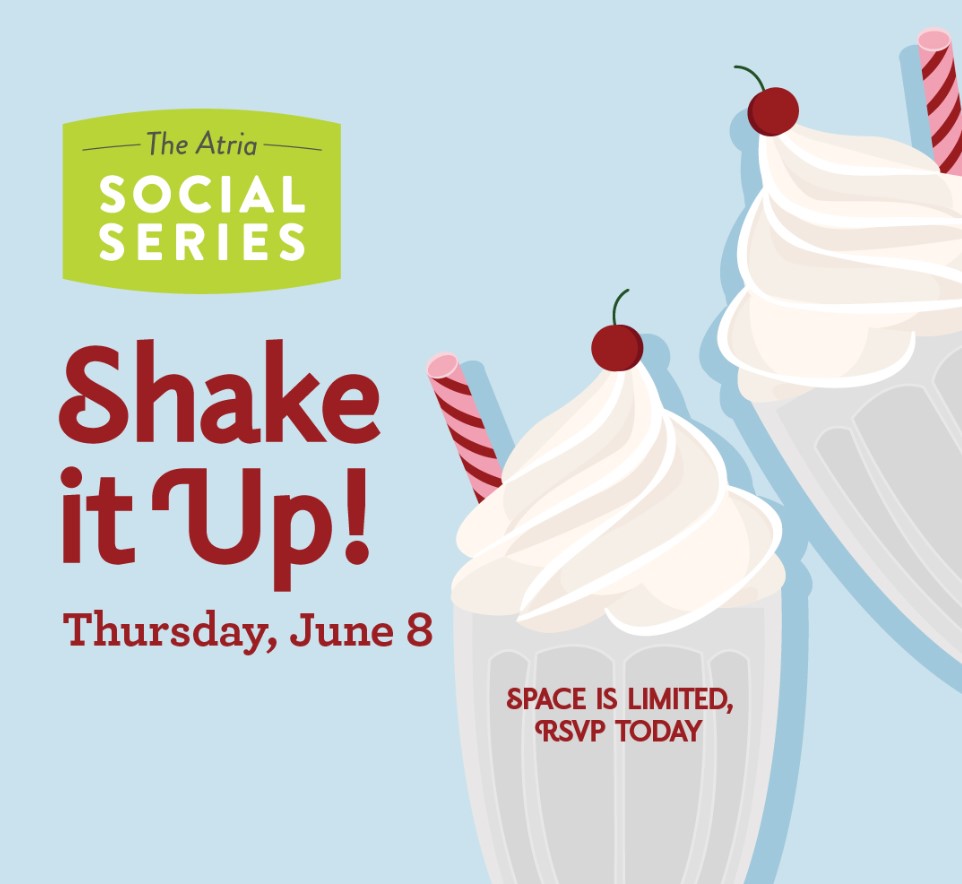 The Atria
SOCIAL
SERIES
Shake
it Up!
Thursday, June 8
SPACE IS LIMITED,
RSVP TODAY